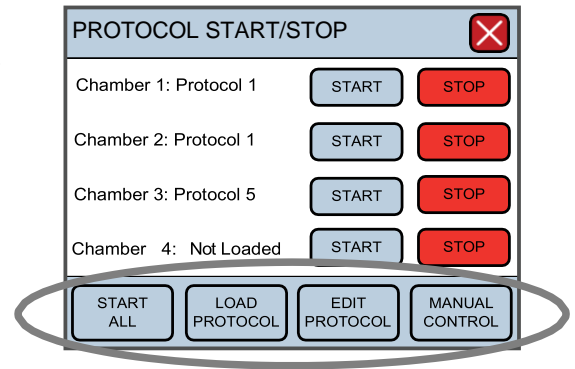 PROTOCOL START/STOP
Chamber 1: Protocol 1 START STOP
Chamber 2: Protocol 1 START STOP
Chamber 3: Protocol 5 START STOP
Chamber 4: Not Loaded START STOP
START LOAD EDIT MANUAL
ALL PROTOCOL PROTOCOL CONTROL